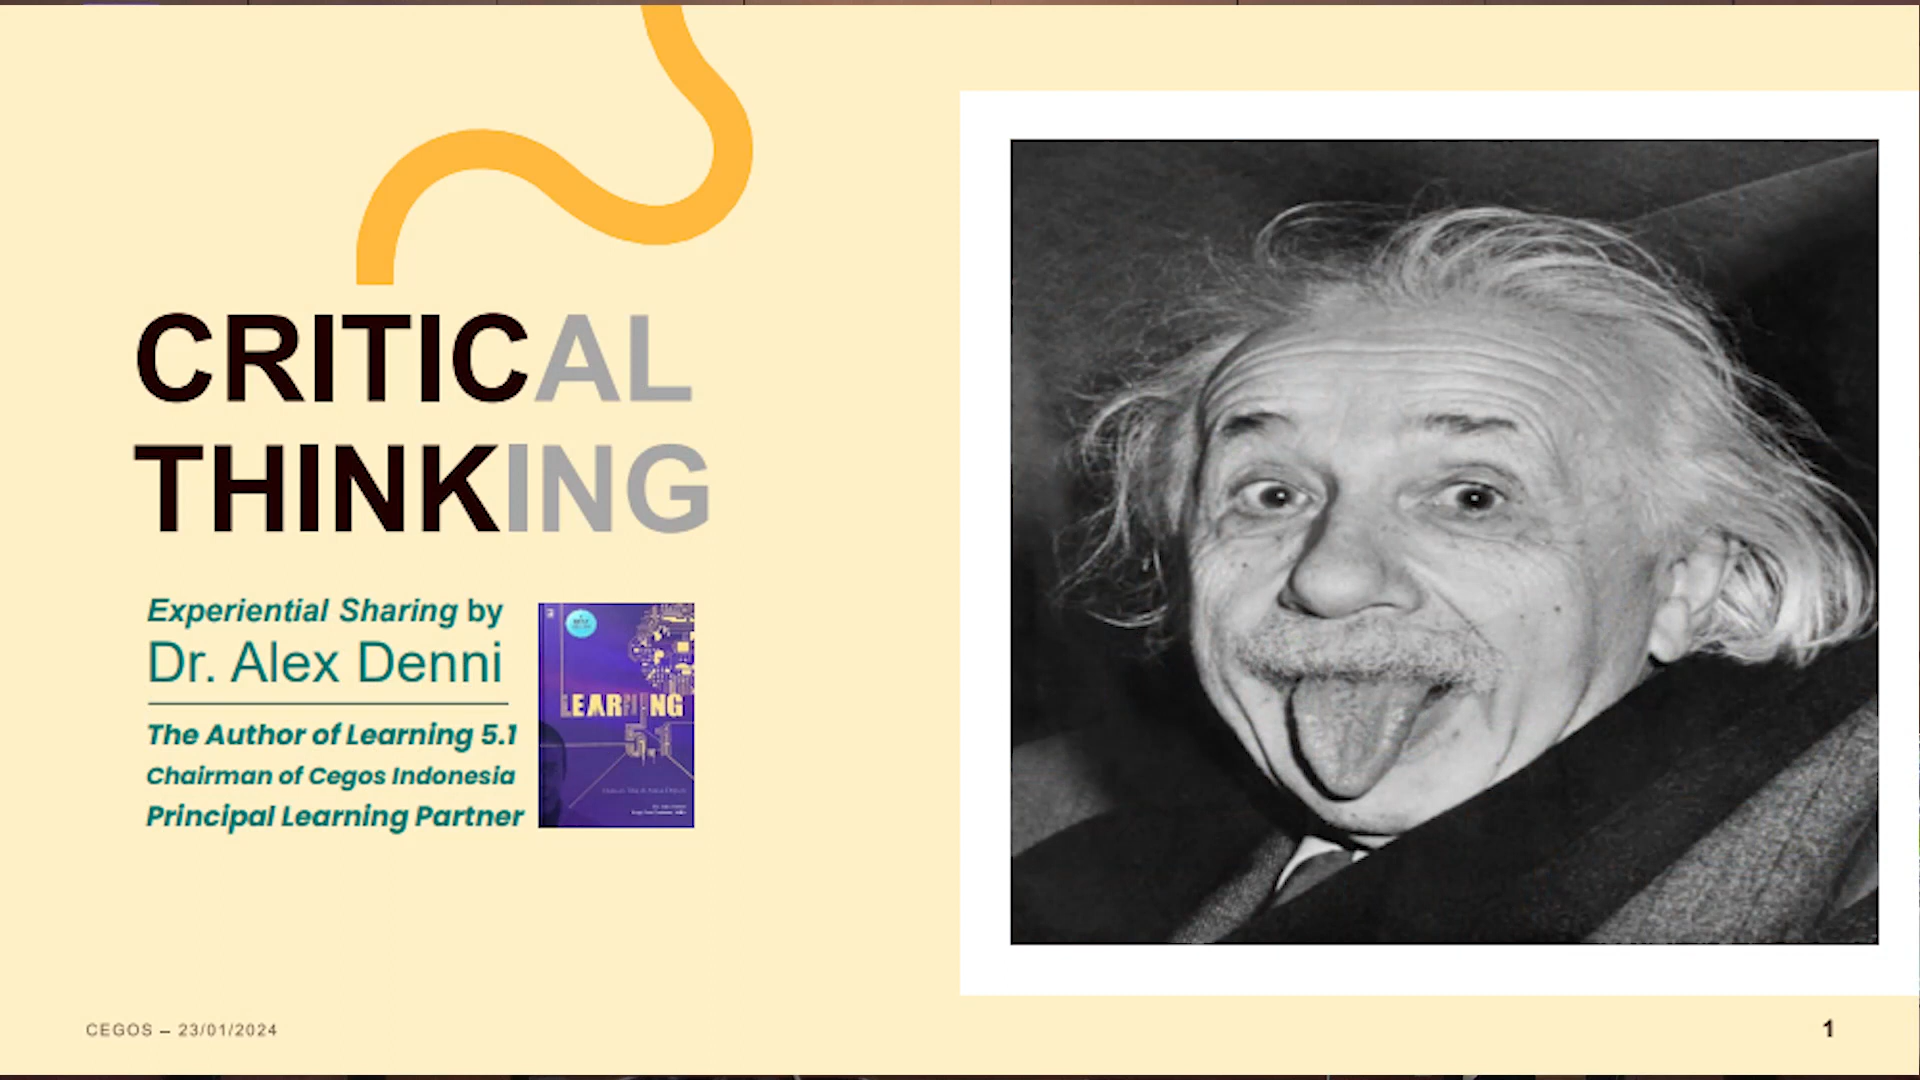 CRITICAL
THINKING
Experiential Sharing by
Dr. Alex Denni
The Author of Learning 5.1
Chairman of Cegos Indonesia
Principal Learning Partner
LEARNING
5.1
CEGOS – 23/01/2024
1